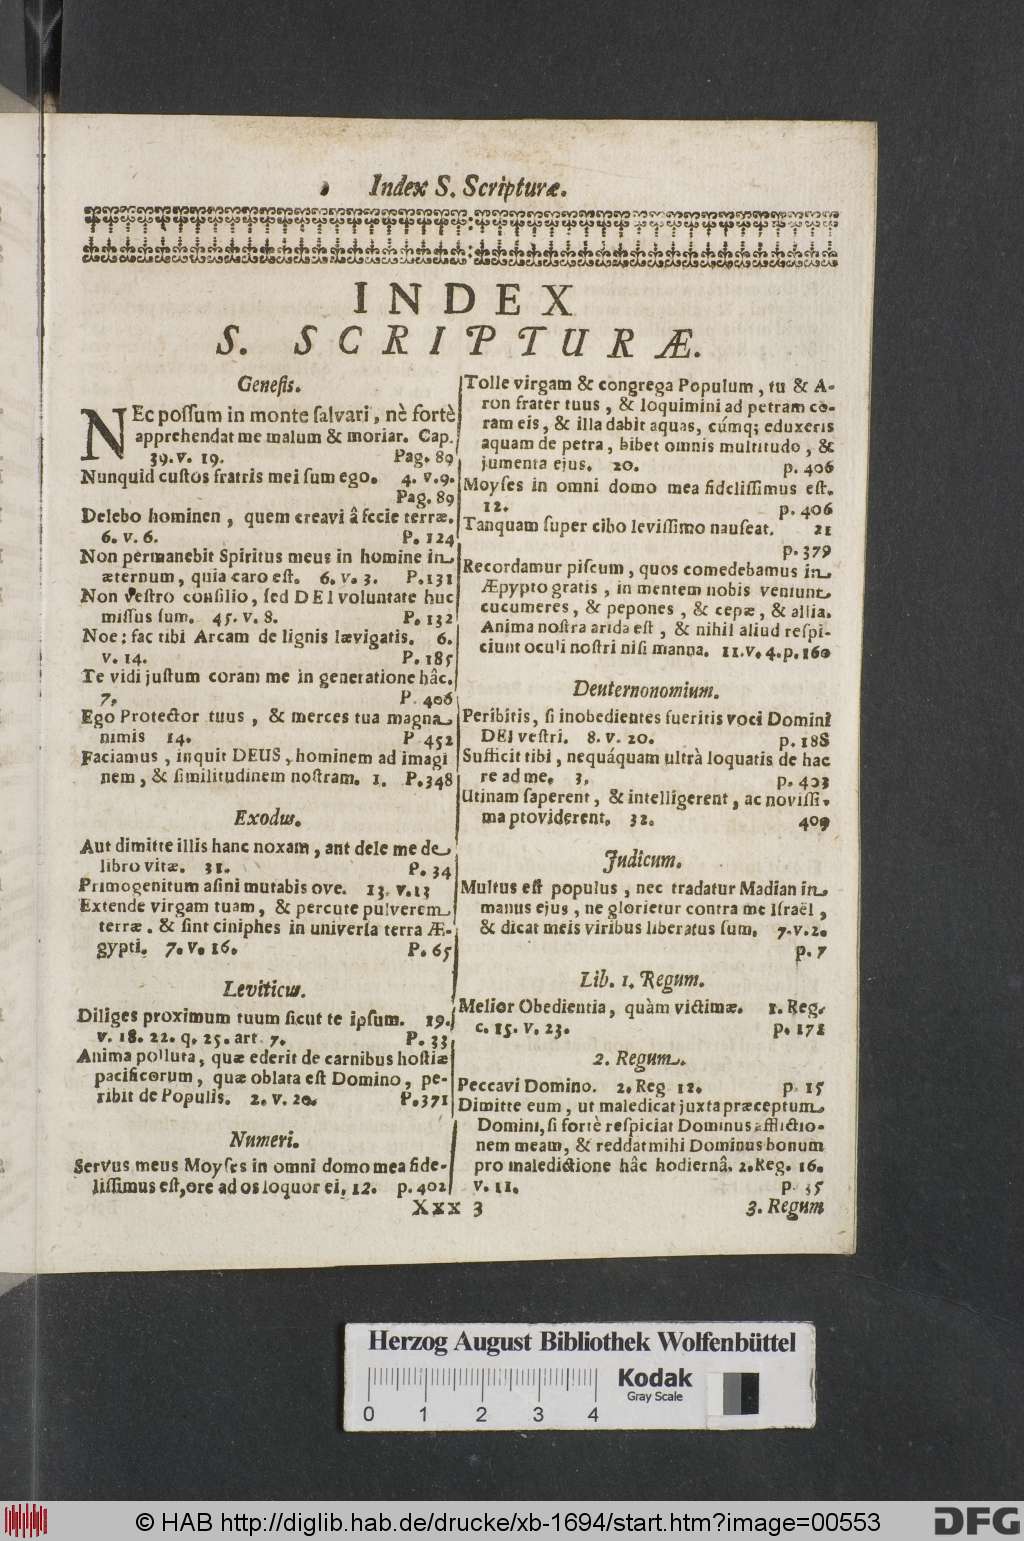 Index S. Scripturæ.
INDEX
S. SCRIPTURÆ.
Genesis.
NEc possum in monte salvari, nè fortè
apprehendat me malum & moriar. Cap.
39. v. 19. Pag. 89
Nunquid custos fratris mei sum ego. 4. v. 9.
Pag. 89
Delebo hominen, quem creavi â fecie terræ.
6. v. 6. P. 124
Non permanebit Spiritus meus in homine in
æternum, quia caro est. 6. v. 3. P. 131
Non vestro consilio, sed DEI voluntate huc
missus sum. 45. v. 8. P. 132
Noe: fac tibi Arcam de lignis lævigatis. 6.
v. 14. P. 185
Te vidi justum coram me in generatione hâc.
7. P. 406
Ego Protector tuus, & merces tua magna
nimis 14. P 452
Faciamus, inquit DEUS, hominem ad imagi
nem, & similitudinem nostram. 1. P. 348
Exodus.
Aut dimitte illis hanc noxam, ant dele me de
libro vitæ. 31. P. 34
Primogenitum asini mutabis ove. 13. v. 13
Extende virgam tuam, & percute pulverem
terræ. & sint ciniphes in universa terra Æ-
gypti. 7. v. 16. P. 65
Leviticus.
Diliges proximum tuum sicut te ipsum. 19.
v. 18. 22. q. 25. art. 7. P. 33
Anima polluta, quæ ederit de carnibus hostiæ
pacificorum, quæ oblata est Domino, pe-
ribit de Populis. 2. v. 20. P. 371
Numeri.
Servus meus Moyses in omni domo mea fide-
lissimus est, ore ad os loquor ei, 12. p. 402
Tolle virgam & congrega Populum, tu & A-
ron frater tuus, & loquimini ad petram co-
ram eis, & illa dabit aquas, cúmq; eduxeris
aquam de petra, bibet omnis multitudo, &
jumenta ejus. 20. p. 406
Moyses in omni domo mea fidelissimus est.
12. p. 406
Tanquam super cibo levissimo nauseat. 21
p. 379
Recordamur piscum, quos comedebamus in
Æpypto gratis, in mentem nobis veniunt
cucumeres, & pepones, & cepæ, & allia.
Anima nostra arida est, & nihil aliud respi-
ciunt oculi nostri nisi manna. 11. v. 4. p. 160
Deuternonomium.
Peribitis, si inobedientes fueritis voci Domini
DEI vestri. 8. v. 20. p. 188
Sufficit tibi, nequáquam ultrà loquatis de hac
re ad me. 3. p. 403
Utinam saperent, & intelligerent, ac novissi-
ma providerent. 32. 409
Judicum.
Multus est populus, nec tradatur Madian in
manus ejus, ne glorietur contra me Israël,
& dicat meis viribus liberatus sum. 7. v. 2.
p. 7
Lib. 1. Regum.
Melior Obedientia, quàm victimæ. 1. Reg.
c. 15. v. 23. p. 171
2. Regum.
Peccavi Domino. 2. Reg 12. p. 15
Dimitte eum, ut maledicat juxta præceptum
Domini, si fortè respiciat Dominus afflictio-
nem meam, & reddat mihi Dominus bonum
pro maledictione hâc hodiernâ. 2. Reg. 16.
v. 11. p. 35
Xxx 3 3. Regum
Herzog August Bibliothek Wolfenbüttel
Kodak
Gray Scale
0 1 2 3 4
© HAB http://diglib.hab.de/drucke/xb-1694/start.htm?image=00553
DFG